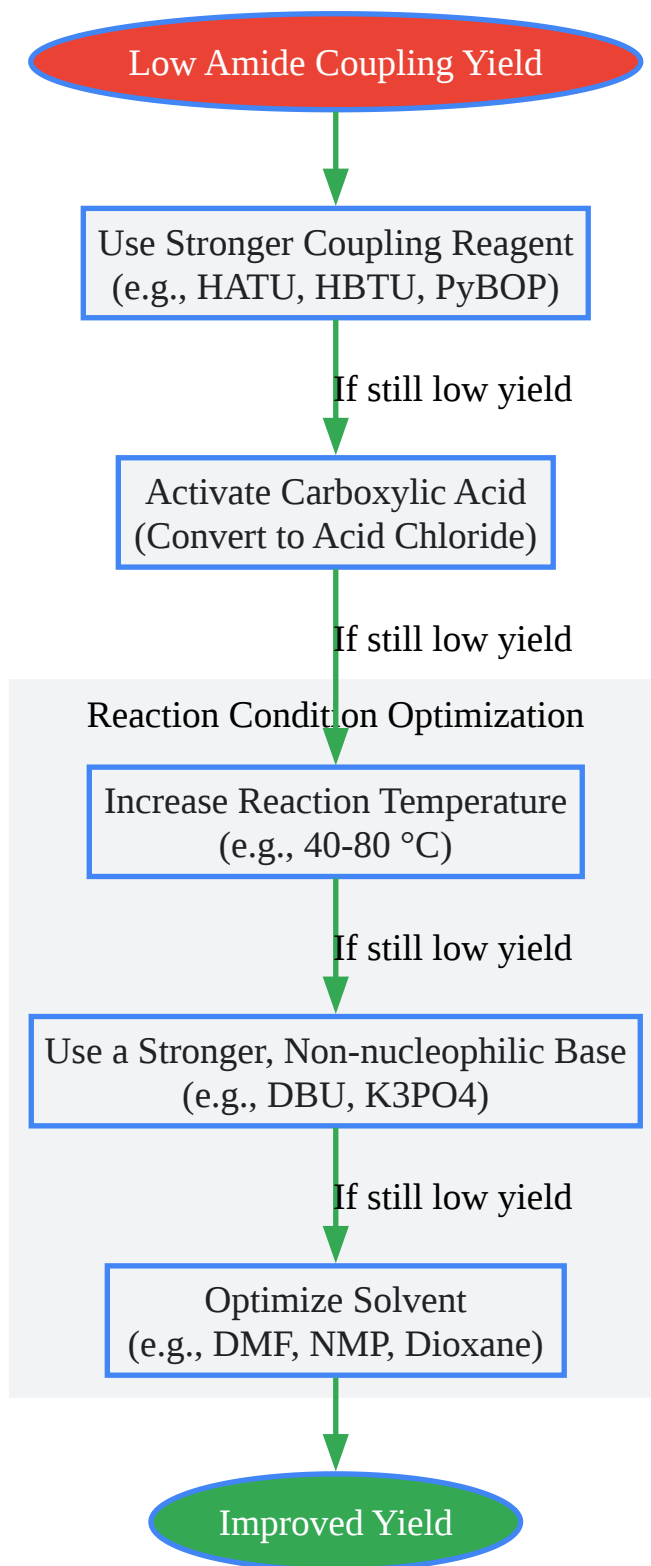 Low Amide Coupling Yield
Use Stronger Coupling Reagent
(e.g., HATU, HBTU, PyBOP)
If still low yield
Activate Carboxylic Acid
(Convert to Acid Chloride)
If still low yield
Reaction Condition Optimization
Increase Reaction Temperature
(e.g., 40-80 °C)
If still low yield
Use a Stronger, Non-nucleophilic Base
(e.g., DBU, K3PO4)
If still low yield
Optimize Solvent
(e.g., DMF, NMP, Dioxane)
Improved Yield